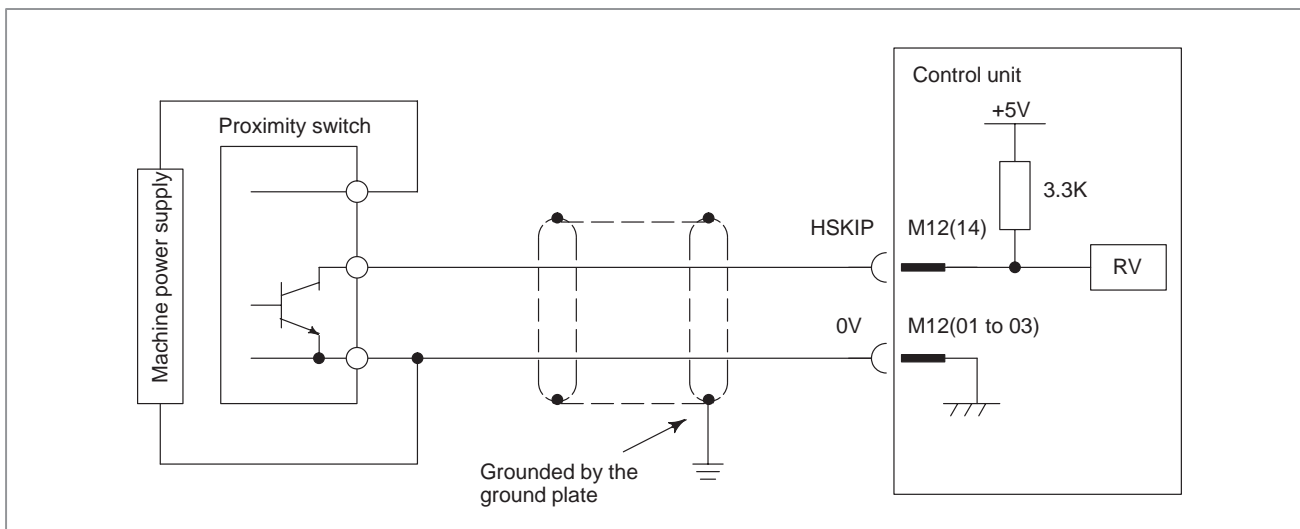 Control unit
+5V
Proximity switch
Machine power supply
3.3K
HSKIP
M12(14)
RV
0V
M12(01 to 03)
Grounded by the
ground plate